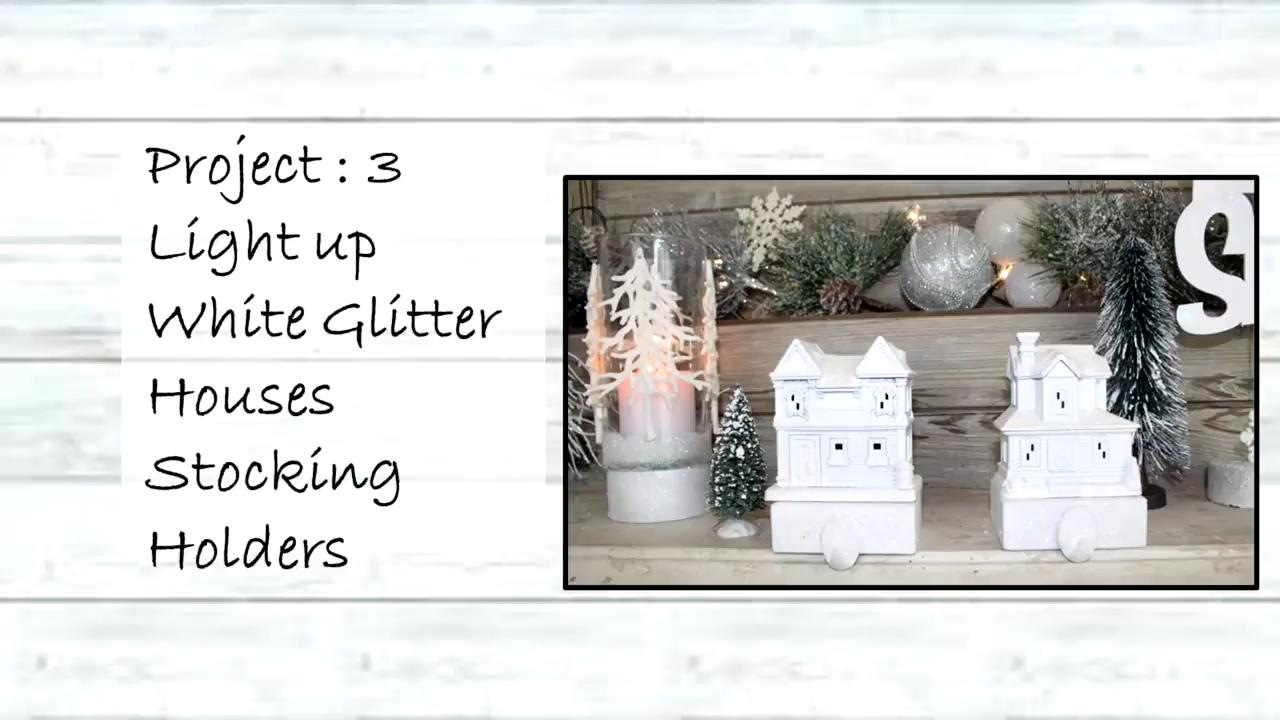 Project : 3
Light up
White Glitter
Houses
Stocking
Holders
S